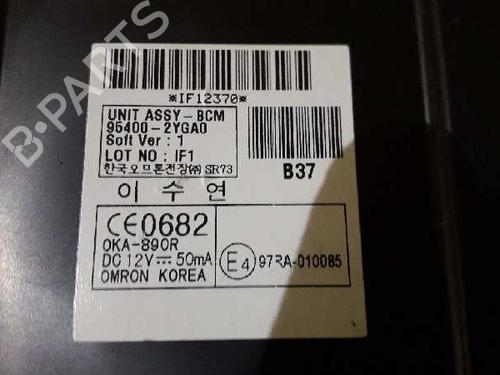 *IF12370*
UNIT ASSY-BCM
95400-2YGA0
Soft Ver : 1
LOT NO : IF1
한국오므론전장㈜ SR73
B37
이 수 연
CE0682
OKA-890R
DC 12V⎓50mA
OMRON KOREA
E4 97RA-010085
B-PARTS